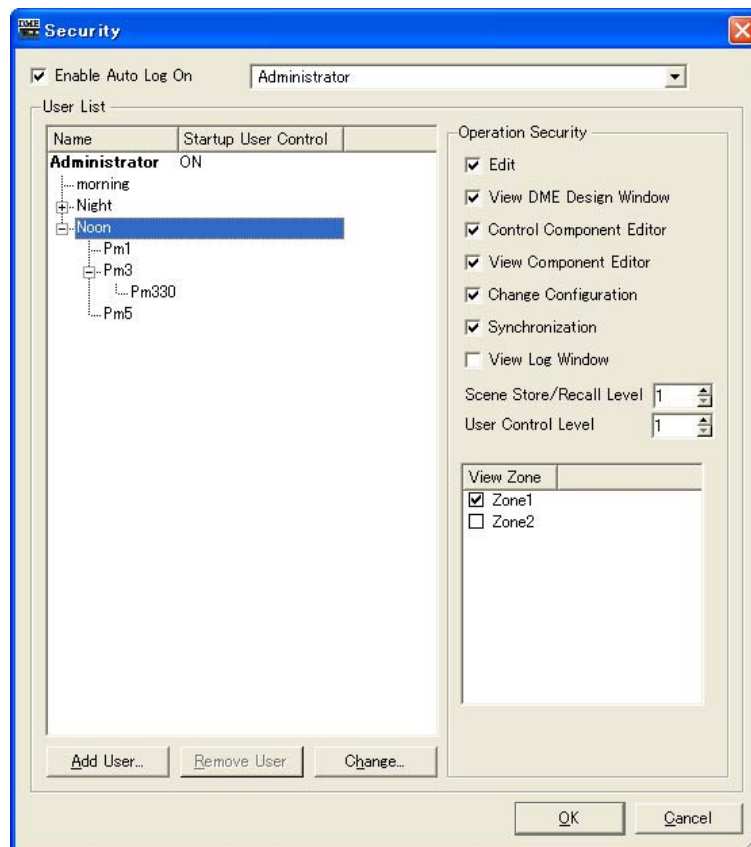 DME
Security
Enable Auto Log On
Administrator
User List
Name
Startup User Control
Administrator
ON
morning
Night
Noon
Pm1
Pm3
Pm330
Pm5
Add User...
Remove User
Change...
Operation Security
Edit
View DME Design Window
Control Component Editor
View Component Editor
Change Configuration
Synchronization
View Log Window
Scene Store/Recall Level 1
User Control Level 1
View Zone
Zone1
Zone2
OK
Cancel